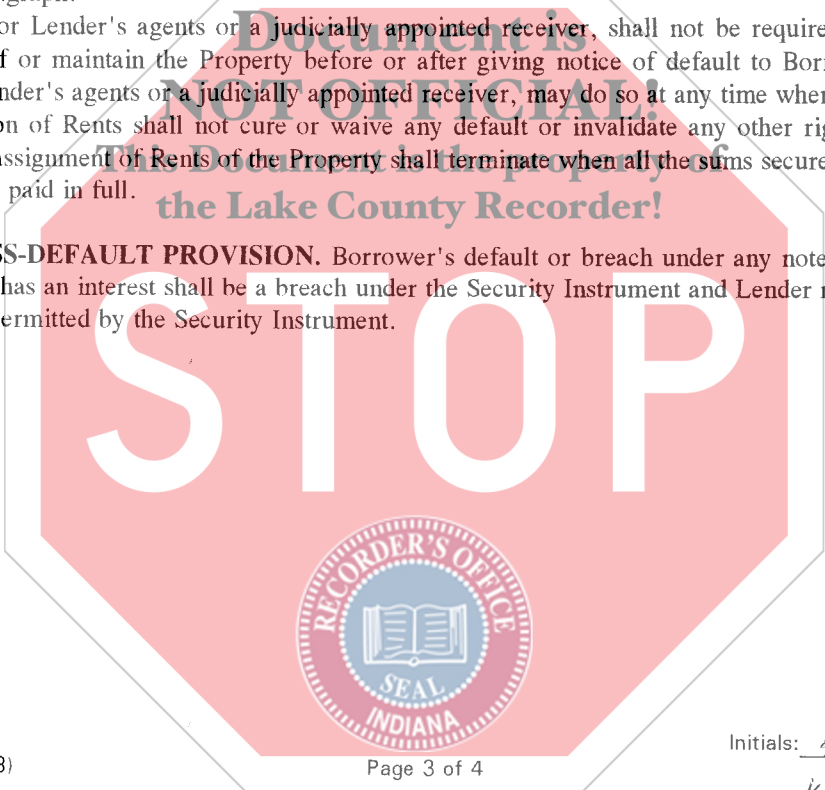 or Lender's agents or a judicially appointed receiver, shall not be require
f or maintain the Property before or after giving notice of default to Bor
nder's agents or a judicially appointed receiver, may do so at any time when
on of Rents shall not cure or waive any default or invalidate any other rig
assignment of Rents of the Property shall terminate when all the sums secure
paid in full.
SS-DEFAULT PROVISION. Borrower's default or breach under any note
has an interest shall be a breach under the Security Instrument and Lender
ermitted by the Security Instrument.
Document is
NOT OFFICIAL!
This Document is the property of
the Lake County Recorder!
STOP
RECORDER'S OFFICE
SEAL
INDIANA
Initials:
8)
Page 3 of 4